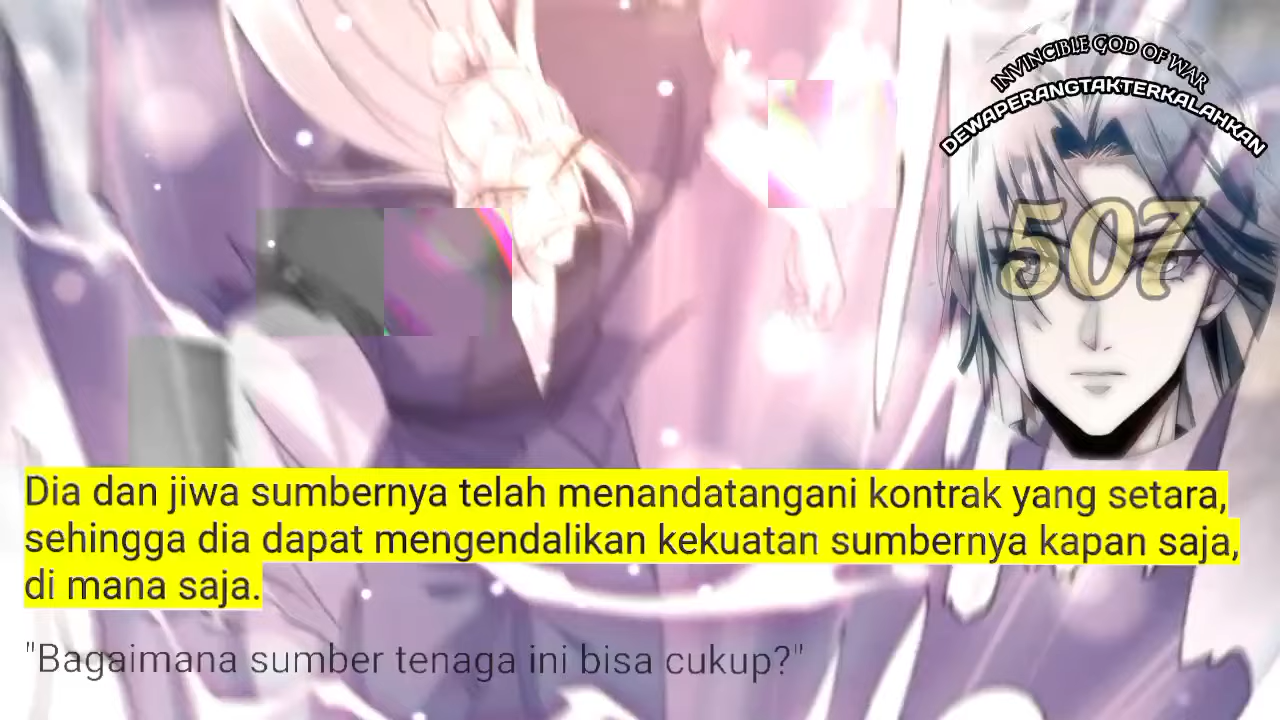 INVINCIBLE GOD OF WAR
DEWAPERANGTAKTERKALAHKAN
507
Dia dan jiwa sumbernya telah menandatangani kontrak yang setara,
sehingga dia dapat mengendalikan kekuatan sumbernya kapan saja,
di mana saja.
"Bagaimana sumber tenaga ini bisa cukup?"